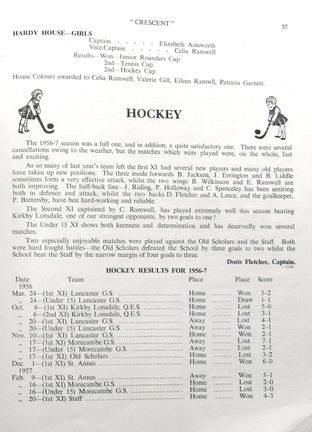 " CRESCENT "
37
HARDY HOUSE—GIRLS
Captain - - - - - Elizabeth Ainsworth
Vice-Captain - - - - - Celia Ramswell
Results—Won—Junior Rounders Cup
2nd—Tennis Cup
2nd—Hockey Cup
House Colours awarded to Celia Ramswell, Valerie Gill, Eileen Ramswell, Patricia Garnett.
HOCKEY
The 1956-7 season was a full one, and in addition, a quite satisfactory one. There were several
cancellations owing to the weather, but the matches which were played were, on the whole, fast
and exciting.
As so many of last year's team left the first XI had several new players and many old players
have taken up new positions. The three inside forwards B. Jackson, J. Errington and B. Liddle
sometimes form a very effective attack, whilst the two wings B. Wilkinson and E. Ramswell are
both improving. The half-back line—J. Riding, P. Holloway and C. Spenceley has been untiring
both in defence and attack, whilst the two backs D. Fletcher and A. Leece, and the goalkeeper,
P. Battersby, have ben hard-working and reliable.
The Second XI captained by C. Ramswell, has played extremely well this season beating
Kirkby Lonsdale, one of our strongest opponents, by two goals to one !
The Under 15 XI shows both keenness and determination and has deservedly won several
matches.
Two especially enjoyable matches were played against the Old Scholars and the Staff. Both
were hard fought battles—the Old Scholars defeated the School by three goals to two whilst the
School beat the Staff by the narrow margin of four goals to three.
Doris Fletcher, Captain.
HOCKEY RESULTS FOR 1956-7
Date Team Place Place Score
1956
Mar. 24—(1st XI) Lancaster G.S. Home Won 3–2
„ 24—(Under 15) Lancaster G.S. Home Draw 1–1
Oct. 6—(1st XI) Kirkby Lonsdale, Q.E.S. Home Lost 5–0
„ 6—(2nd XI) Kirkby Lonsdale, Q.E.S. Home Lost 3–1
„ 20—(1st XI) Lancaster G.S. Away Lost 4–1
„ 20—(Under 15) Lancaster G.S. Away Won 2–1
Nov. 10—(1st XI) Lancaster G.S. Home Won 2–1
„ 17—(1st XI) Morecambe G.S. Away Lost 7–1
„ 17—(Under 15) Morecambe G.S. Away Lost 2–1
„ 17—(1st XI) Old Scholars Home Lost 3–2
Dec. 1—(1st XI) St. Annes Home Won 6–0
1957
Feb. 9—(1st XI) St. Annes Away Won 5–1
„ 16—(1st XI) Morecambe G.S. Home Lost 2–0
„ 16—(Under 15) Morecambe G.S. Home Lost 3–0
„ 20—(1st XI) Staff Home Won 4–3